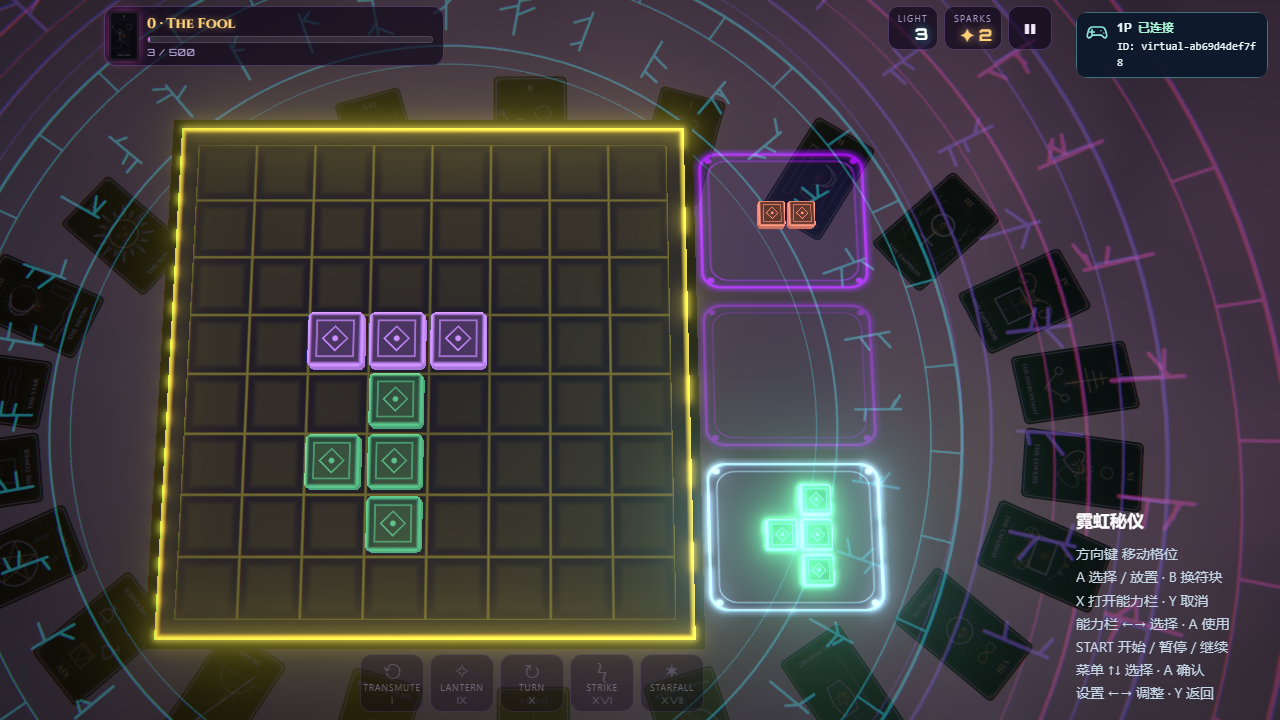 0 · THE FOOL
3 / 500
LIGHT
3
SPARKS
✦ 2
1P 已连接
ID: virtual-ab69d4def7f
8
霓虹秘仪
方向键 移动格位
A 选择 / 放置 · B 换符块
X 打开能力栏 · Y 取消
能力栏 ←→ 选择 · A 使用
START 开始 / 暂停 / 继续
菜单 ↑↓ 选择 · A 确认
设置 ←→ 调整 · Y 返回
TRANSMUTE
I
LANTERN
IX
TURN
X
STRIKE
XVI
STARFALL
XVII